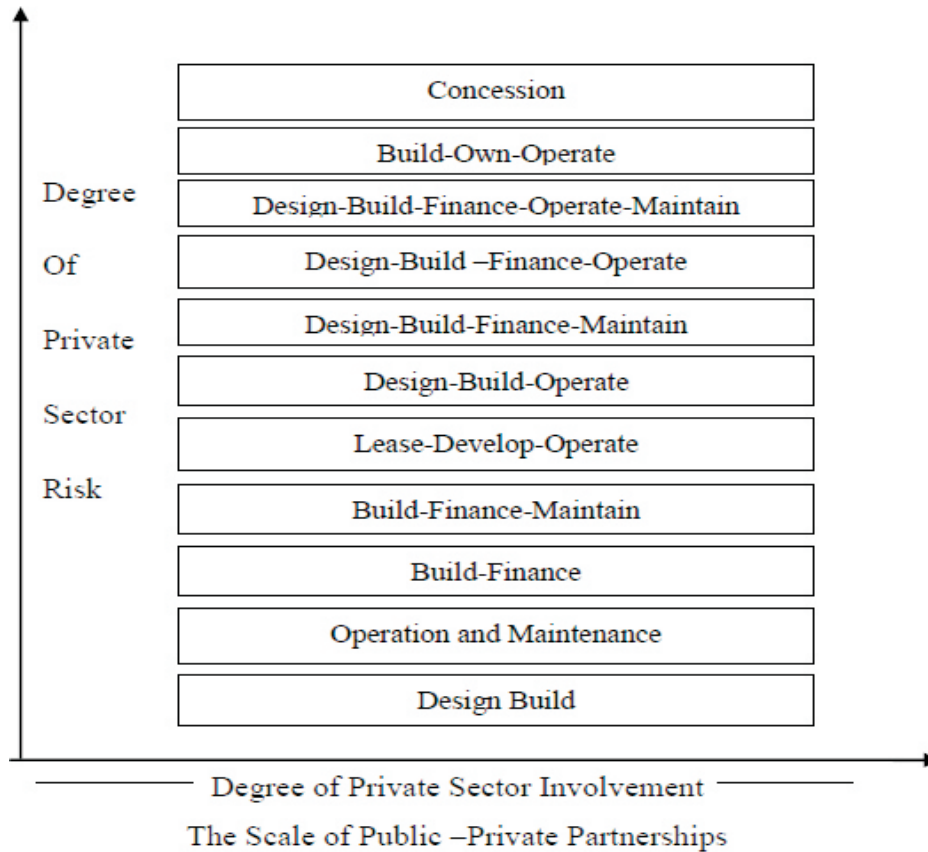 Concession
Build-Own-Operate
Degree
Design-Build-Finance-Operate-Maintain
Of
Design-Build –Finance-Operate
Private
Design-Build-Finance-Maintain
Design-Build-Operate
Sector
Lease-Develop-Operate
Risk
Build-Finance-Maintain
Build-Finance
Operation and Maintenance
Design Build
Degree of Private Sector Involvement
The Scale of Public –Private Partnerships